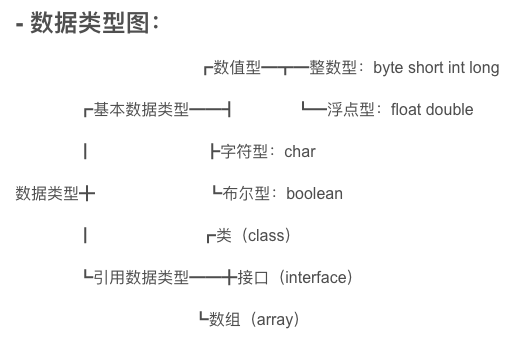 - 数据类型图：
┏数值型━┳━整数型：byte short int long
┏基本数据类型━━┫ ┗━浮点型：float double
┃ ┣字符型：char
数据类型╋ ┗布尔型：boolean
┃ ┏类（class）
┗引用数据类型━━╋接口（interface）
┗数组（array）